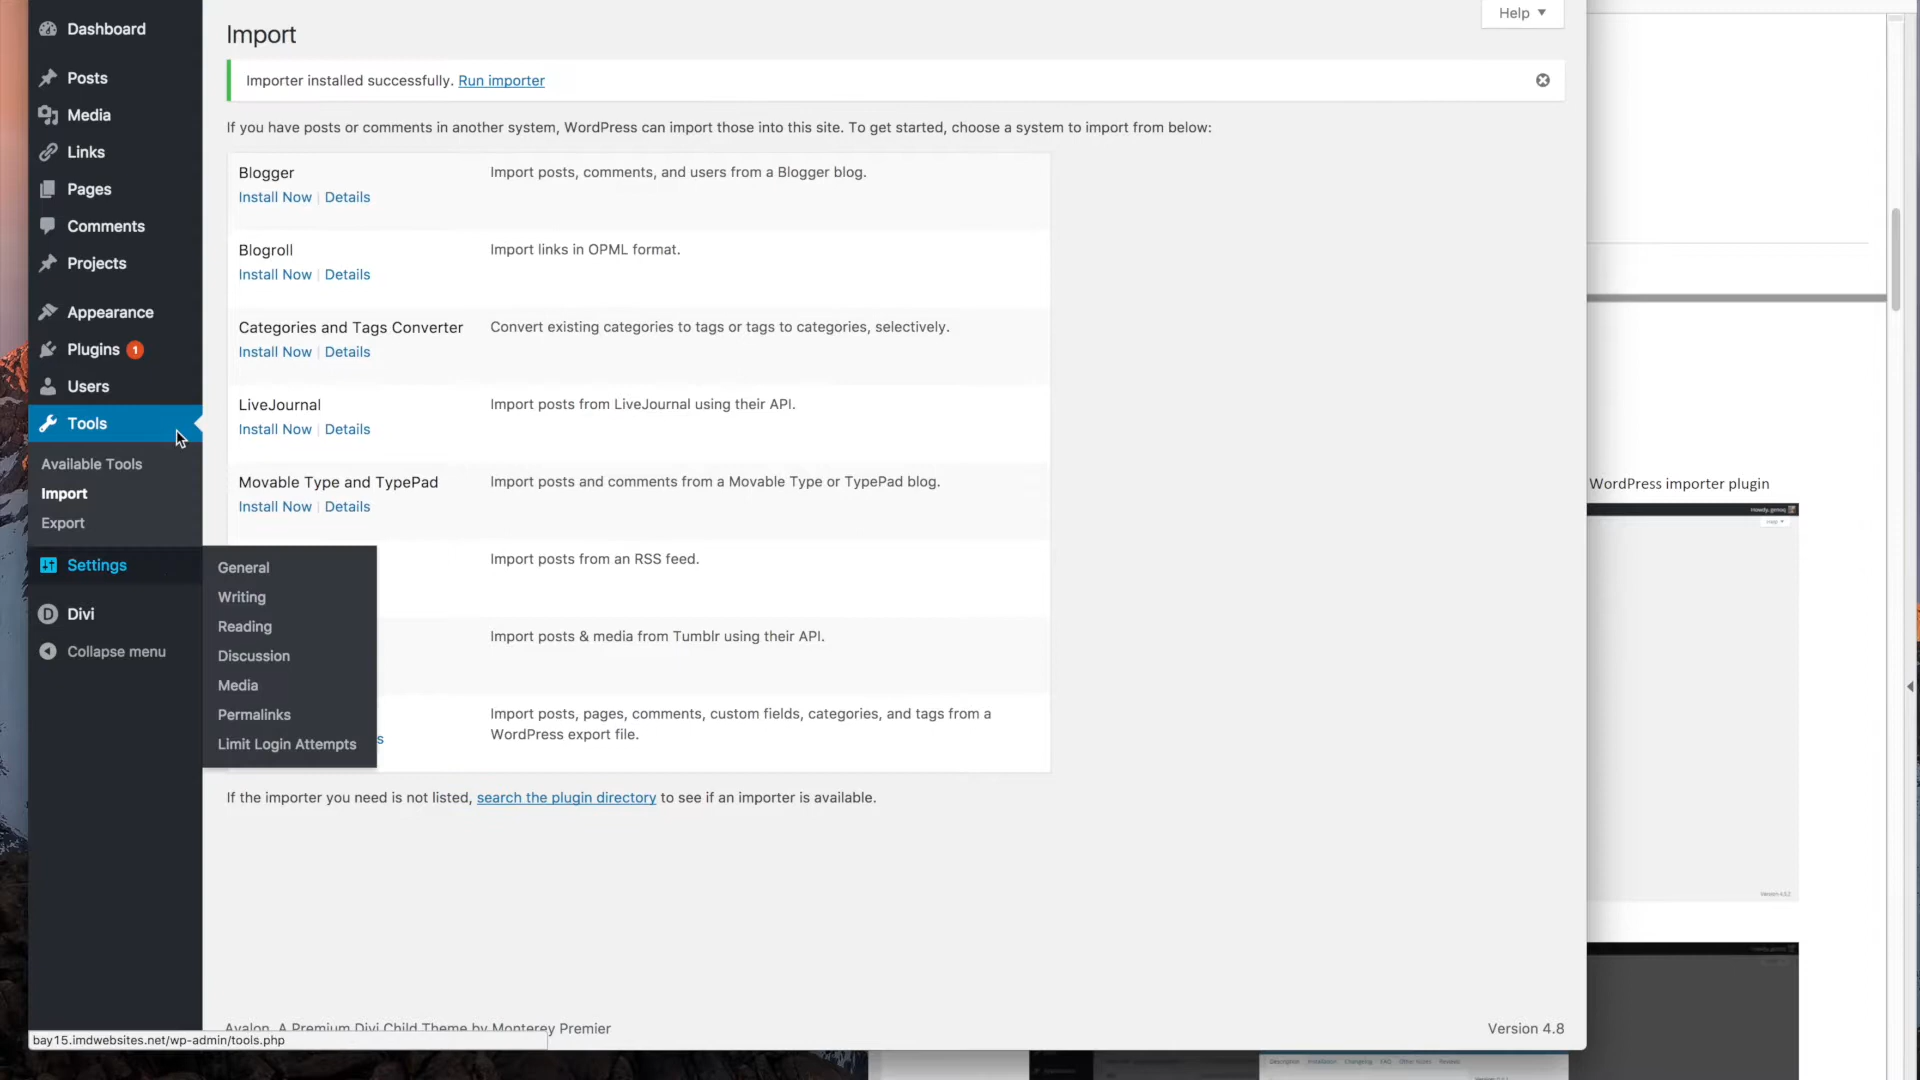 Dashboard
Posts
Media
Links
Pages
Comments
Projects
Appearance
Plugins 1
Users
Tools
Available Tools
Import
Export
Settings
Divi
Collapse menu
General
Writing
Reading
Discussion
Media
Permalinks
Limit Login Attempts
Help ▼
Import
Importer installed successfully. Run importer
If you have posts or comments in another system, WordPress can import those into this site. To get started, choose a system to import from below:
Blogger
Install Now | Details
Import posts, comments, and users from a Blogger blog.
Blogroll
Install Now | Details
Import links in OPML format.
Categories and Tags Converter
Install Now | Details
Convert existing categories to tags or tags to categories, selectively.
LiveJournal
Install Now | Details
Import posts from LiveJournal using their API.
Movable Type and TypePad
Install Now | Details
Import posts and comments from a Movable Type or TypePad blog.
Import posts from an RSS feed.
Import posts & media from Tumblr using their API.
s
Import posts, pages, comments, custom fields, categories, and tags from a
WordPress export file.
If the importer you need is not listed, search the plugin directory to see if an importer is available.
Avalon, A Premium Divi Child Theme by Monterey Premier
Version 4.8
bay15.imdwebsites.net/wp-admin/tools.php
WordPress importer plugin
Help ▼
Description Installation Changelog FAQ Other Notes Reviews